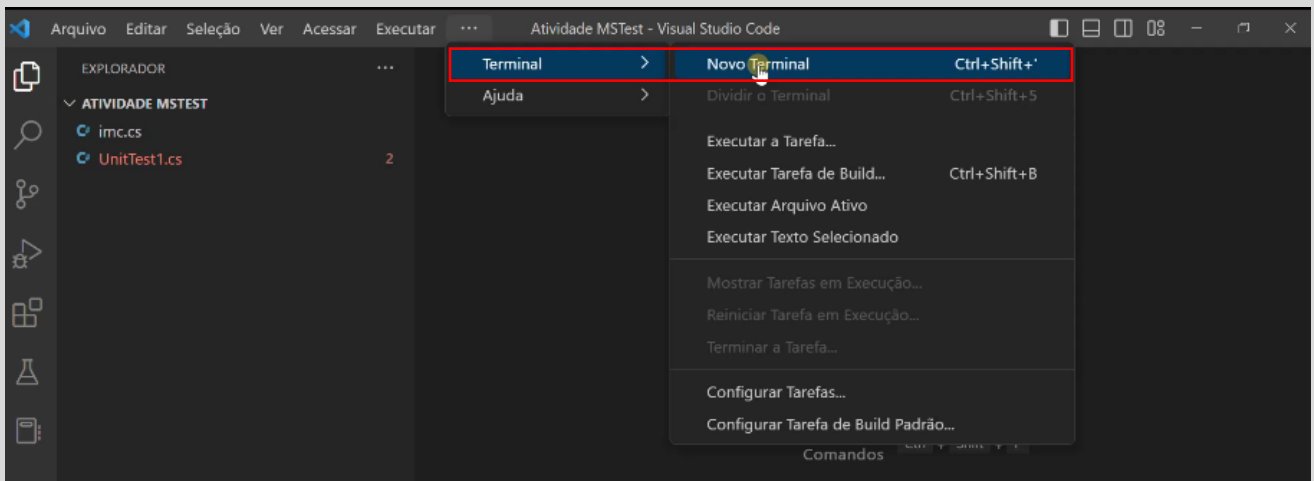 Arquivo Editar Seleção Ver Acessar Executar ··· Atividade MSTest - Visual Studio Code
EXPLORADOR ···
ATIVIDADE MSTEST
C# imc.cs
C# UnitTest1.cs 2
Terminal >
Ajuda >
Novo Terminal Ctrl+Shift+'
Dividir o Terminal Ctrl+Shift+5
Executar a Tarefa...
Executar Tarefa de Build... Ctrl+Shift+B
Executar Arquivo Ativo
Executar Texto Selecionado
Mostrar Tarefas em Execução...
Reiniciar Tarefa em Execução...
Terminar a Tarefa...
Configurar Tarefas...
Configurar Tarefa de Build Padrão...
Comandos